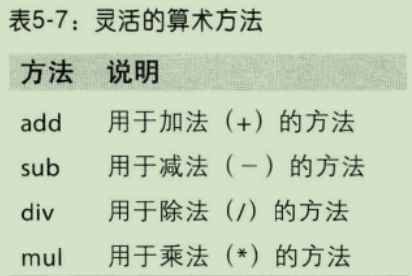 表5-7：灵活的算术方法
方法 说明
add 用于加法（+）的方法
sub 用于减法（-）的方法
div 用于除法（/）的方法
mul 用于乘法（*）的方法